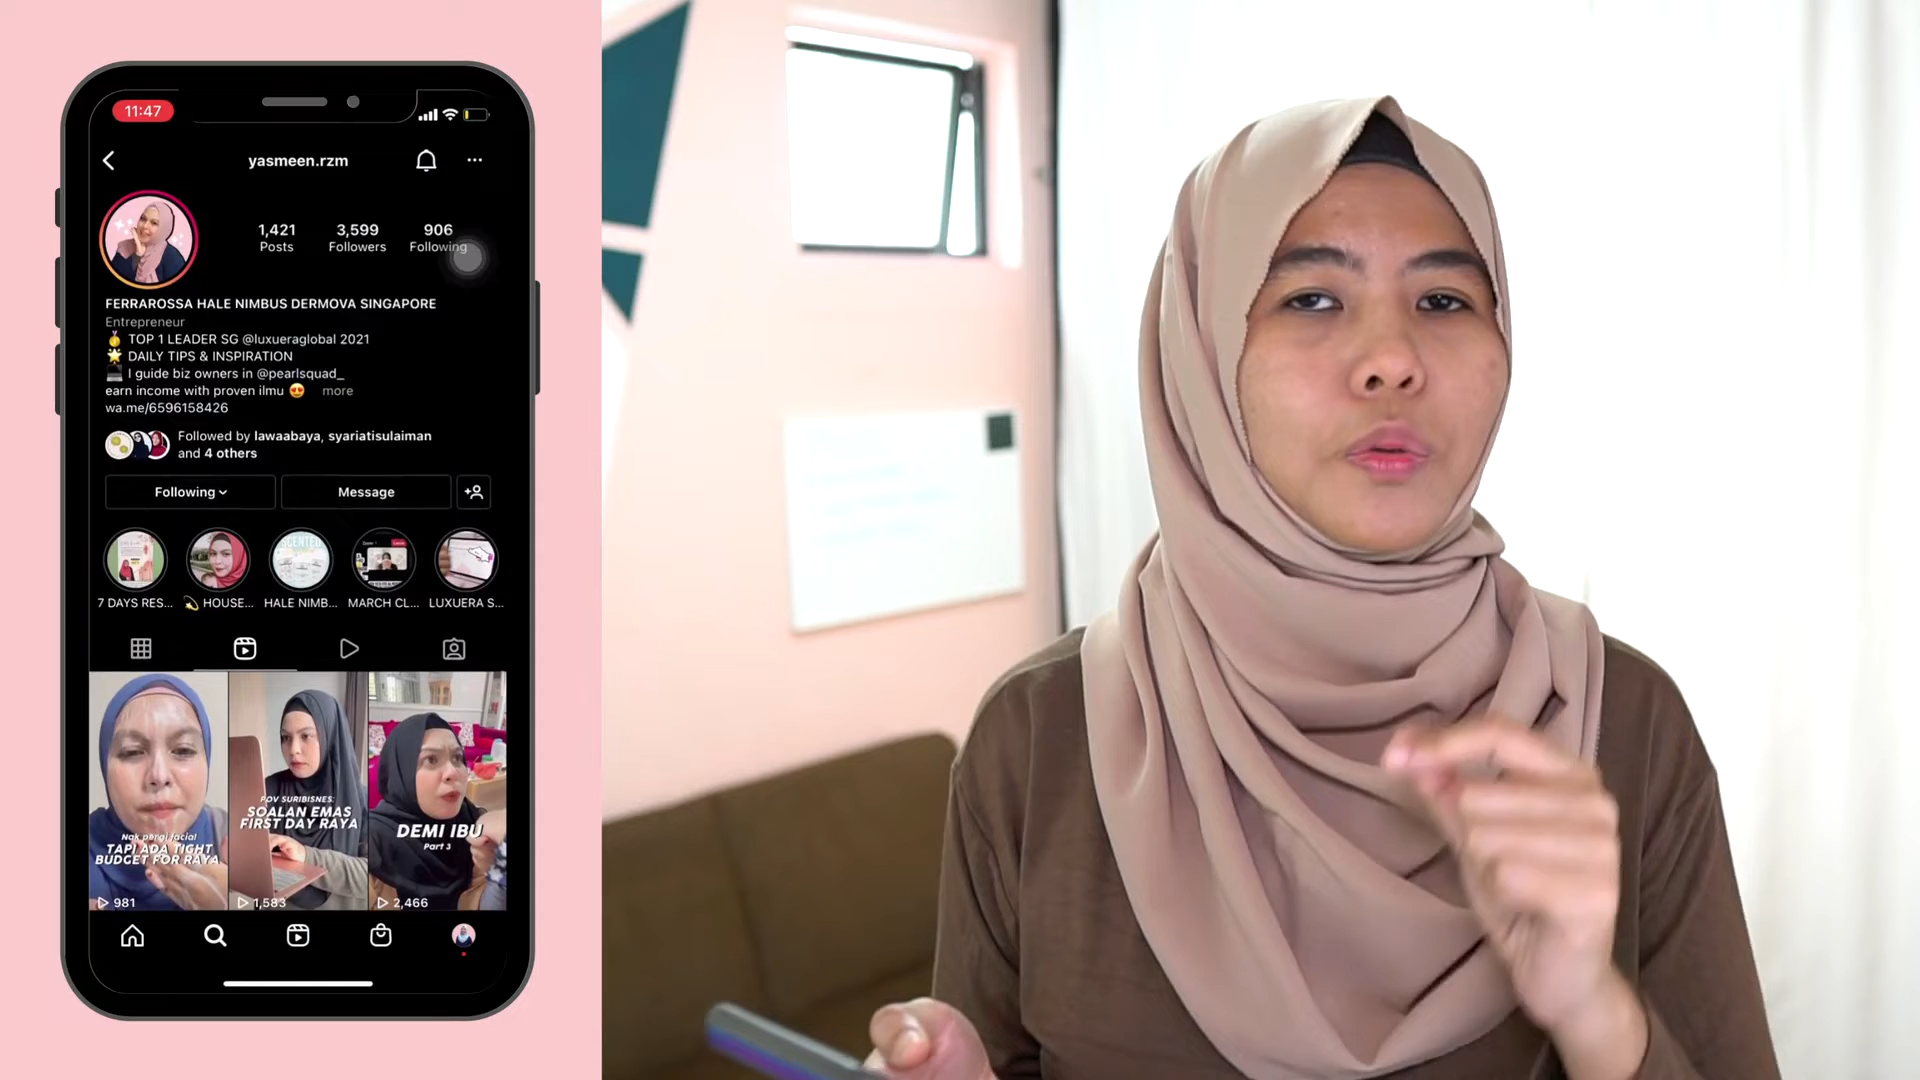 11:47
yasmeen.rzm
1,421
Posts
3,599
Followers
906
Following
FERRAROSSA HALE NIMBUS DERMOVA SINGAPORE
Entrepreneur
🥇 TOP 1 LEADER SG @luxueraglobal 2021
🌟 DAILY TIPS & INSPIRATION
💻 I guide biz owners in @pearlsquad_
earn income with proven ilmu 😍 more
wa.me/6596158426
Followed by lawaabaya, syariatisulaiman
and 4 others
Following
Message
7 DAYS RES...
💫 HOUSE...
HALE NIMB...
MARCH CL...
LUXUERA S...
Nak pergi facial
TAPI ADA TIGHT
BUDGET FOR RAYA
981
POV SURIBISNES:
SOALAN EMAS
FIRST DAY RAYA
1,583
DEMI IBU
Part 3
2,466